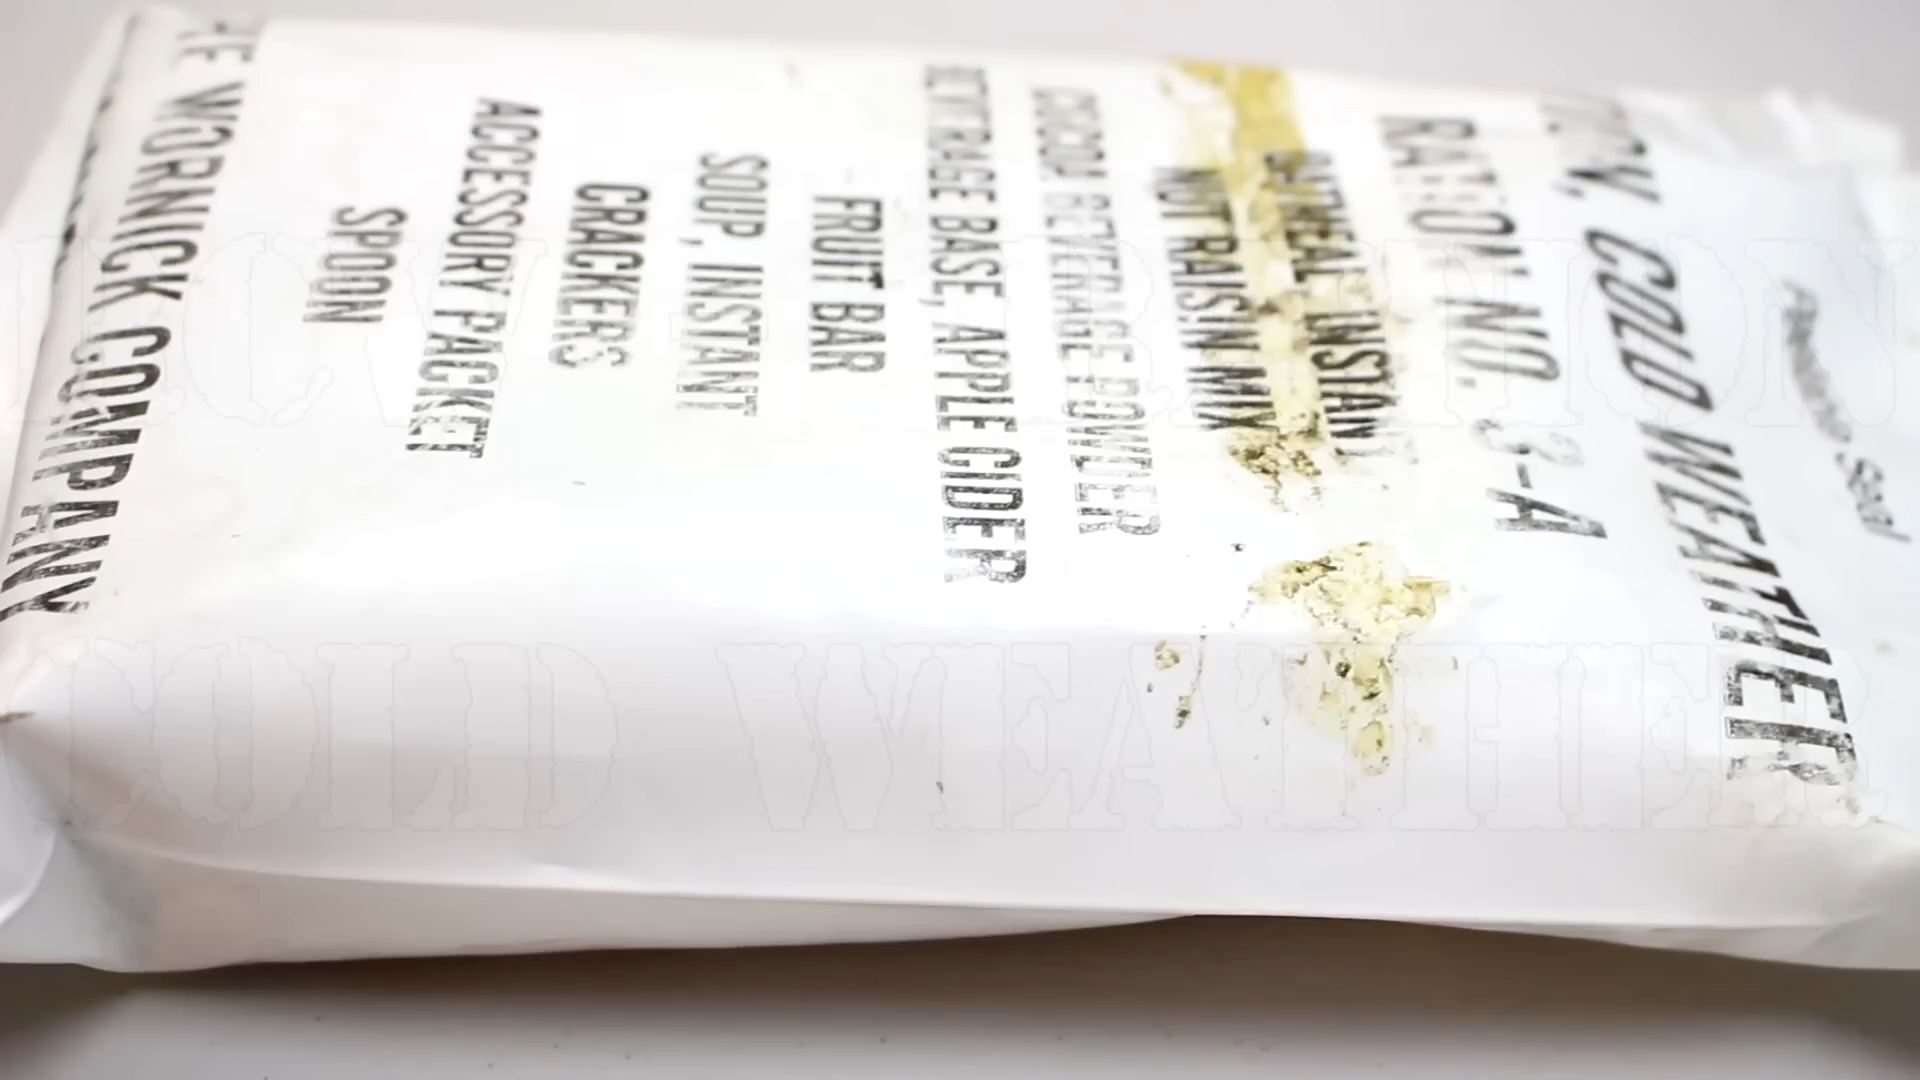 COLD WEATHER
RATION NO. 3-A
OATMEAL INSTANT
NUT RAISIN MIX
COCOA BEVERAGE POWDER
BEVERAGE BASE, APPLE CIDER
FRUIT BAR
SOUP, INSTANT
CRACKERS
ACCESSORY PACKET
SPOON
WORNICK COMPANY
RATION
COLD WEATHER